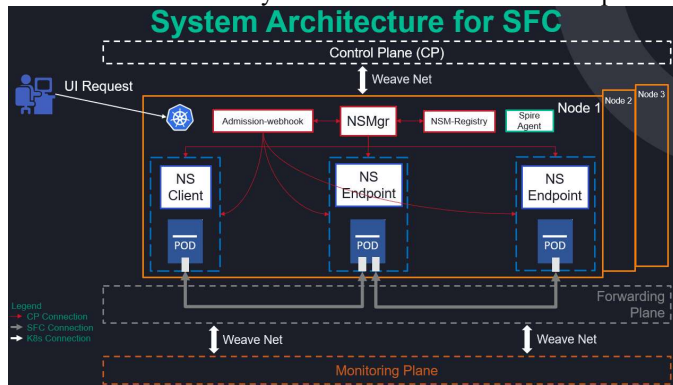 System Architecture for SFC
Control Plane (CP)
Weave Net
UI Request
Node 1
Node 2
Node 3
Admission-webhook
NSMgr
NSM-Registry
Spire
Agent
NS
Client
NS
Endpoint
NS
Endpoint
POD
POD
POD
Legend
CP Connection
SFC Connection
K8s Connection
Forwarding
Plane
Weave Net
Weave Net
Monitoring Plane